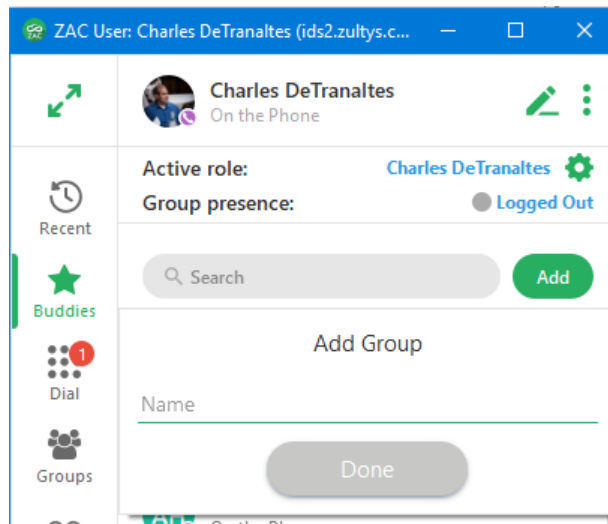 ZAC User: Charles DeTranaltes (ids2.zultys.c...
ZAC
Charles DeTranaltes
On the Phone
Active role: Charles DeTranaltes
Group presence: Logged Out
Recent
Search
Add
Buddies
Add Group
1
Dial
Name
Groups
Done